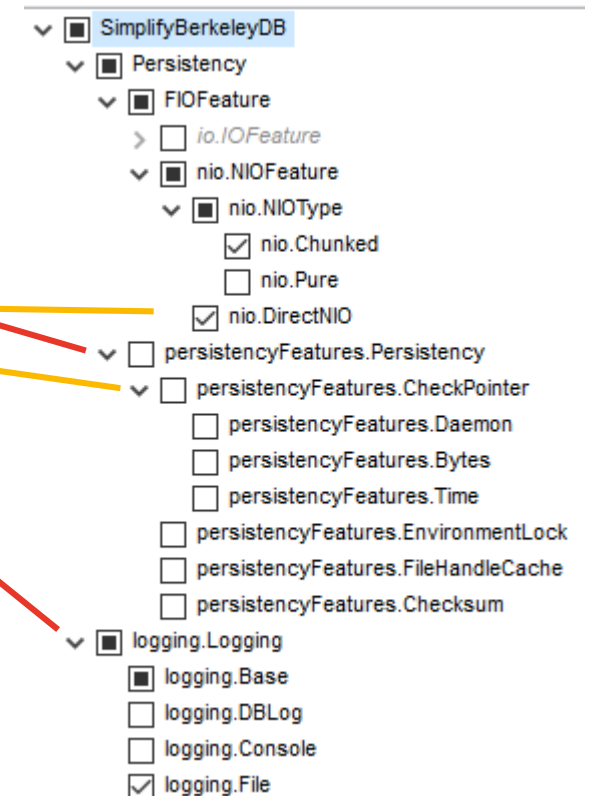 SimplifyBerkeleyDB
Persistency
FIOFeature
io.IOFeature
nio.NIOFeature
nio.NIOType
nio.Chunked
nio.Pure
nio.DirectNIO
persistencyFeatures.Persistency
persistencyFeatures.CheckPointer
persistencyFeatures.Daemon
persistencyFeatures.Bytes
persistencyFeatures.Time
persistencyFeatures.EnvironmentLock
persistencyFeatures.FileHandleCache
persistencyFeatures.Checksum
logging.Logging
logging.Base
logging.DBLog
logging.Console
logging.File